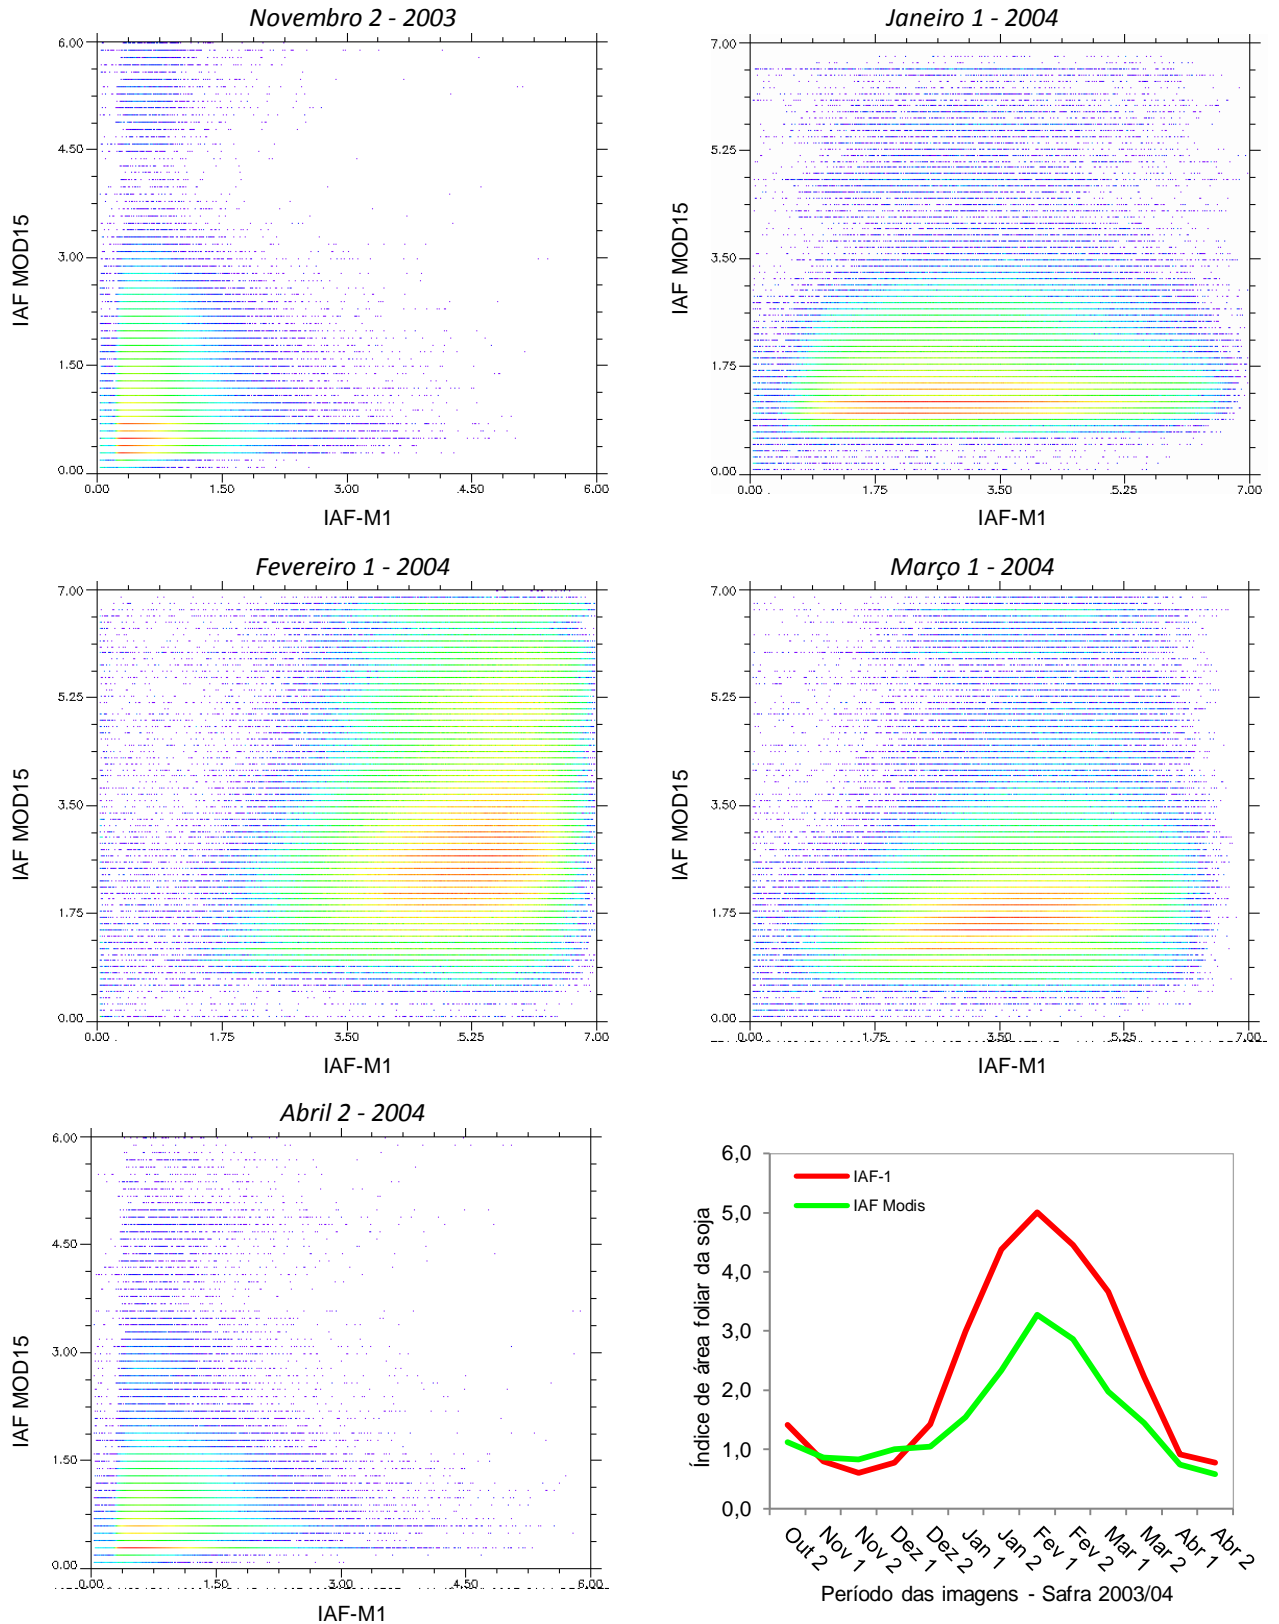 Novembro 2 - 2003
6.00
4.50
3.00
1.50
0.00
0.00 1.50 3.00 4.50 6.00
IAF MOD15
IAF-M1
Janeiro 1 - 2004
7.00
5.25
3.50
1.75
0.00
0.00 1.75 3.50 5.25 7.00
IAF MOD15
IAF-M1
Fevereiro 1 - 2004
7.00
5.25
3.50
1.75
0.00
0.00 1.75 3.50 5.25 7.00
IAF MOD15
IAF-M1
Março 1 - 2004
7.00
5.25
3.50
1.75
0.00
0.00 1.75 3.50 5.25 7.00
IAF MOD15
IAF-M1
Abril 2 - 2004
6.00
4.50
3.00
1.50
0.00
0.00 1.50 3.00 4.50 6.00
IAF MOD15
IAF-M1
6,0
5,0
4,0
3,0
2,0
1,0
0,0
IAF-1
IAF Modis
Índice de área foliar da soja
Out 2 Nov 1 Nov 2 Dez 1 Dez 2 Jan 1 Jan 2 Fev 1 Fev 2 Mar 1 Mar 2 Abr 1 Abr 2
Período das imagens - Safra 2003/04